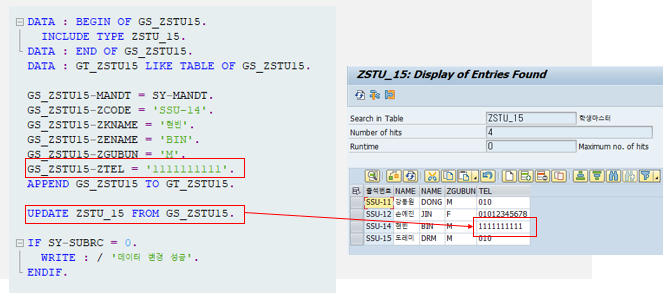 DATA : BEGIN OF GS_ZSTU15.
INCLUDE TYPE ZSTU_15.
DATA : END OF GS_ZSTU15.
DATA : GT_ZSTU15 LIKE TABLE OF GS_ZSTU15.
GS_ZSTU15-MANDT = SY-MANDT.
GS_ZSTU15-ZCODE = 'SSU-14'.
GS_ZSTU15-ZKNAME = '현빈'.
GS_ZSTU15-ZENAME = 'BIN'.
GS_ZSTU15-ZGUBUN = 'M'.
GS_ZSTU15-ZTEL = '1111111111'.
APPEND GS_ZSTU15 TO GT_ZSTU15.
UPDATE ZSTU_15 FROM GS_ZSTU15.
IF SY-SUBRC = 0.
WRITE : / '데이터 변경 성공'.
ENDIF.
ZSTU_15: Display of Entries Found
Search in Table ZSTU_15 학생마스터
Number of hits 4
Runtime 0 Maximum no. of hits
출석번호 NAME NAME ZGUBUN TEL
SSU-11 강동원 DONG M 010
SSU-12 손예진 JIN F 01012345678
SSU-14 현빈 BIN M 1111111111
SSU-15 도레미 DRM M 010